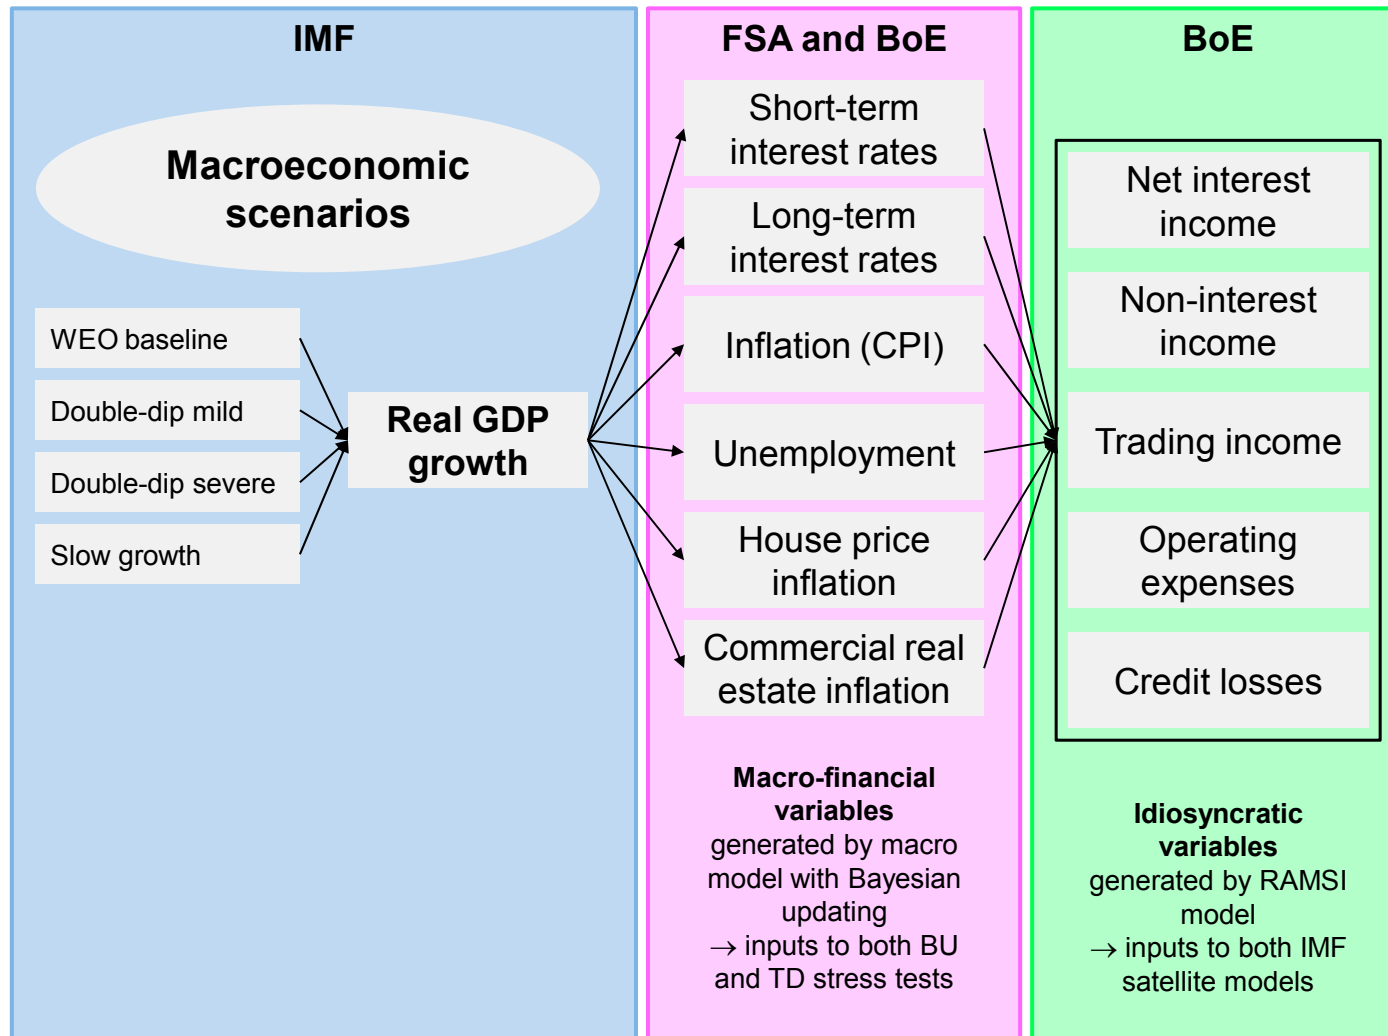 IMF
Macroeconomic
scenarios
WEO baseline
Double-dip mild
Double-dip severe
Slow growth
Real GDP
growth
FSA and BoE
Short-term
interest rates
Long-term
interest rates
Inflation (CPI)
Unemployment
House price
inflation
Commercial real
estate inflation
Macro-financial
variables
generated by macro
model with Bayesian
updating
→ inputs to both BU
and TD stress tests
BoE
Net interest
income
Non-interest
income
Trading income
Operating
expenses
Credit losses
Idiosyncratic
variables
generated by RAMSI
model
→ inputs to both IMF
satellite models